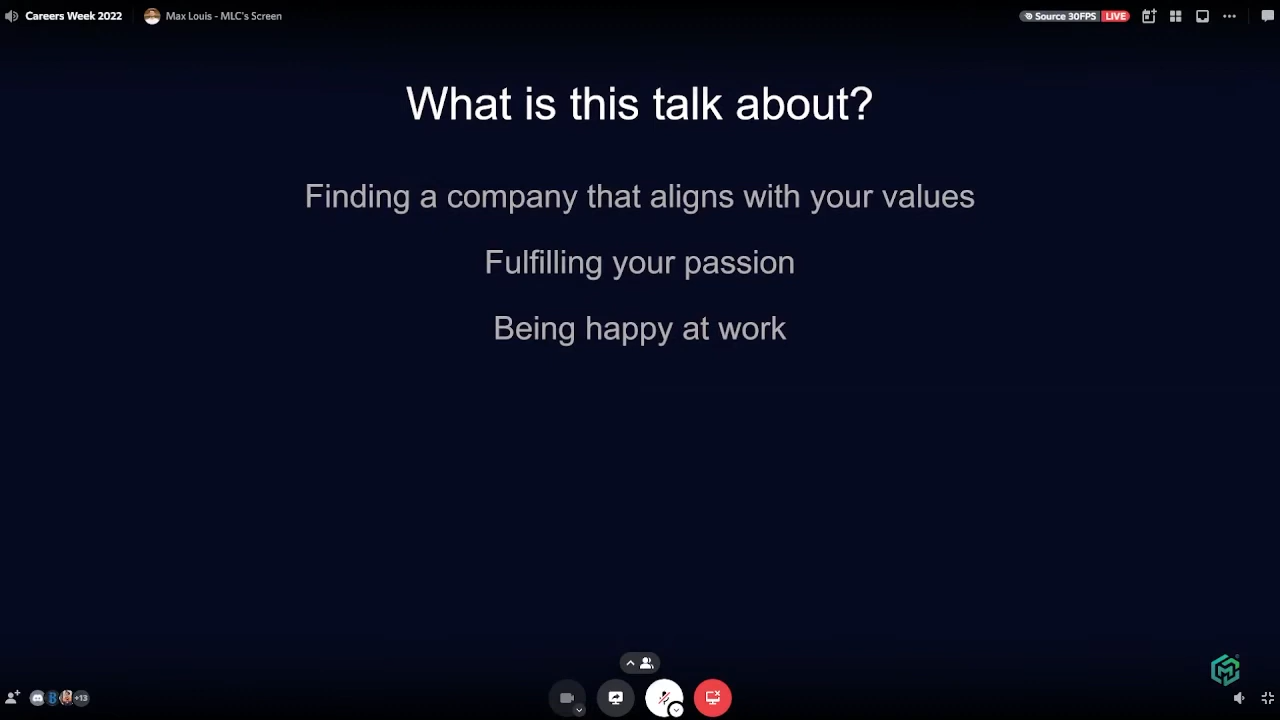 Careers Week 2022
Max Louis - MLC's Screen
Source 30FPS LIVE
What is this talk about?
Finding a company that aligns with your values
Fulfilling your passion
Being happy at work
+13